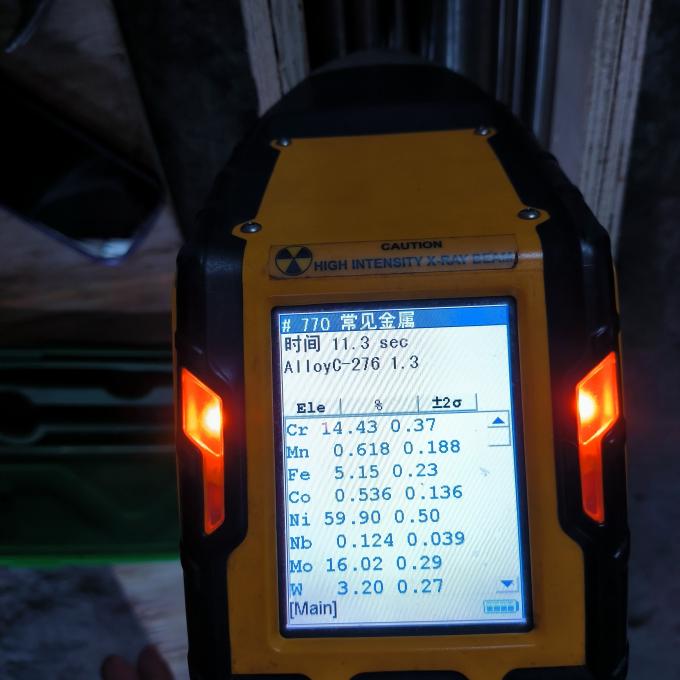 CAUTION
HIGH INTENSITY X-RAY BEAM
# 770 常见金属
时间 11.3 sec
AlloyC-276 1.3
Ele % ±2σ
Cr 14.43 0.37
Mn 0.618 0.188
Fe 5.15 0.23
Co 0.536 0.136
Ni 59.90 0.50
Nb 0.124 0.039
Mo 16.02 0.29
W 3.20 0.27
[Main]